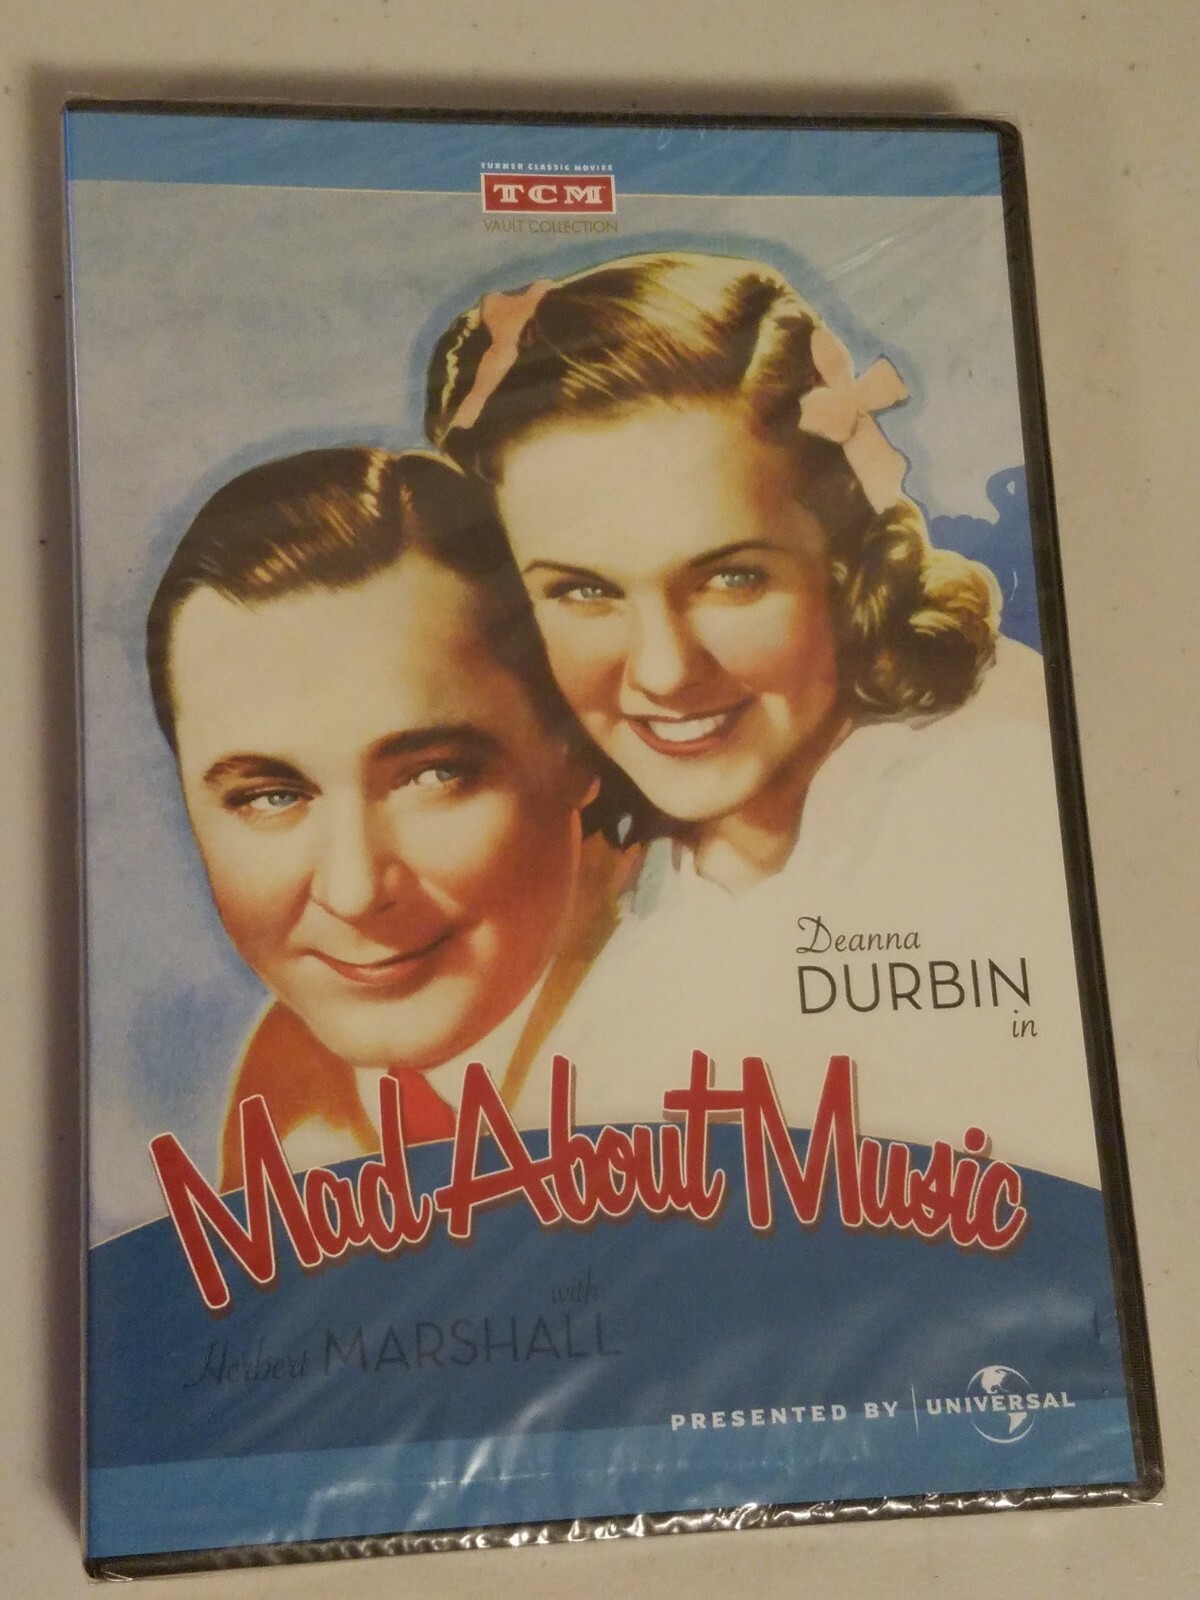 TURNER CLASSIC MOVIES
TCM
VAULT COLLECTION
Deanna
DURBIN
in
Mad About Music
with
Herbert MARSHALL
PRESENTED BY UNIVERSAL